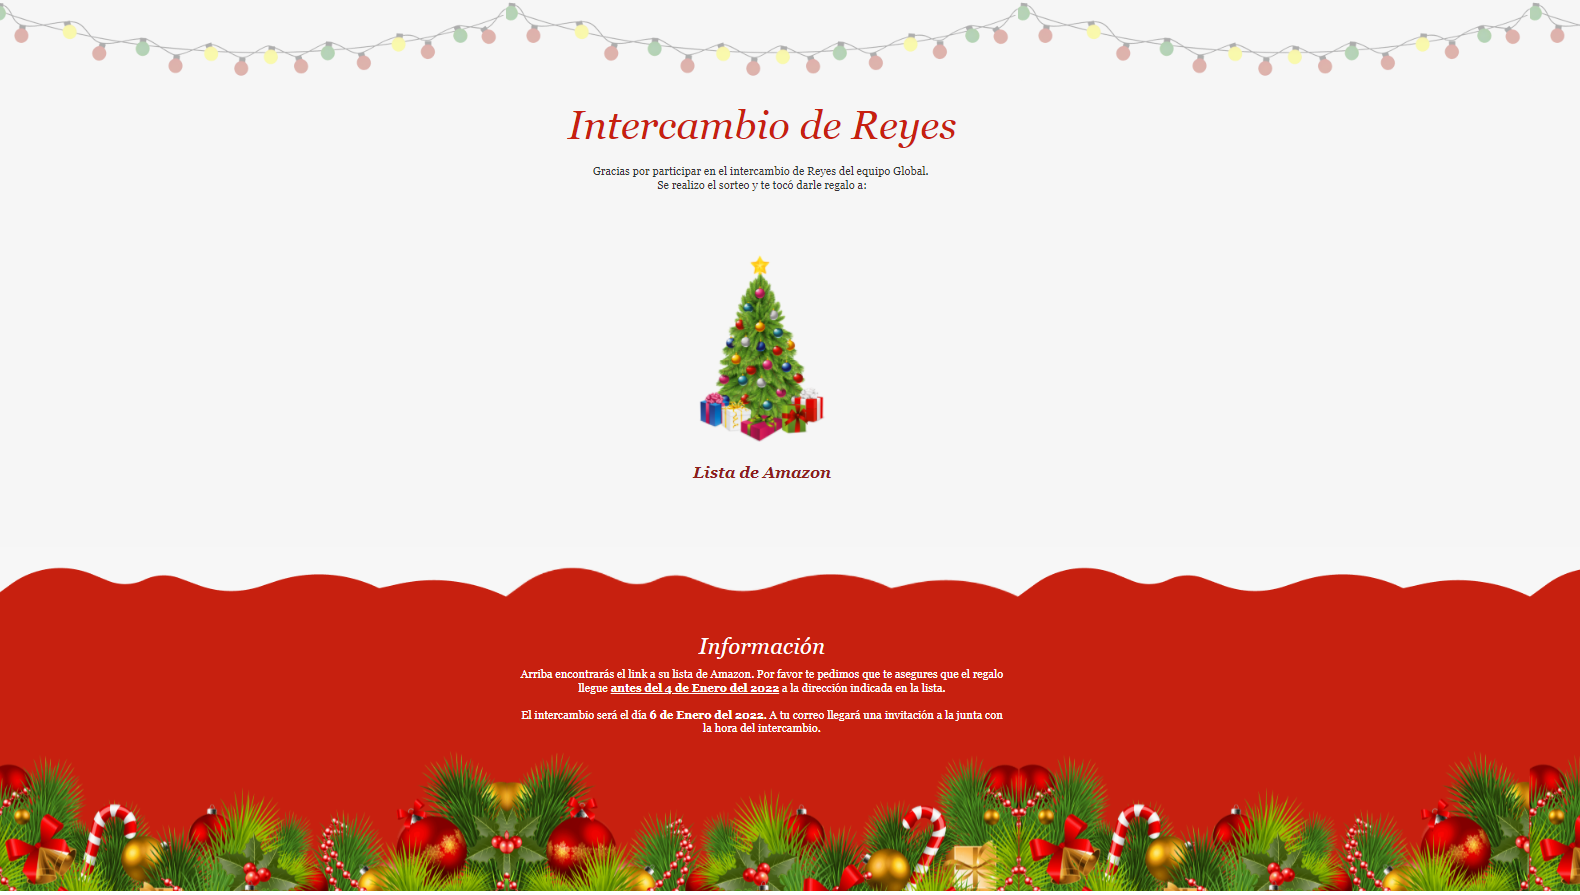 Intercambio de Reyes
Gracias por participar en el intercambio de Reyes del equipo Global.
Se realizo el sorteo y te tocó darle regalo a:
Lista de Amazon
Información
Arriba encontrarás el link a su lista de Amazon. Por favor te pedimos que te asegures que el regalo
llegue antes del 4 de Enero del 2022 a la dirección indicada en la lista.
El intercambio será el día 6 de Enero del 2022. A tu correo llegará una invitación a la junta con
la hora del intercambio.